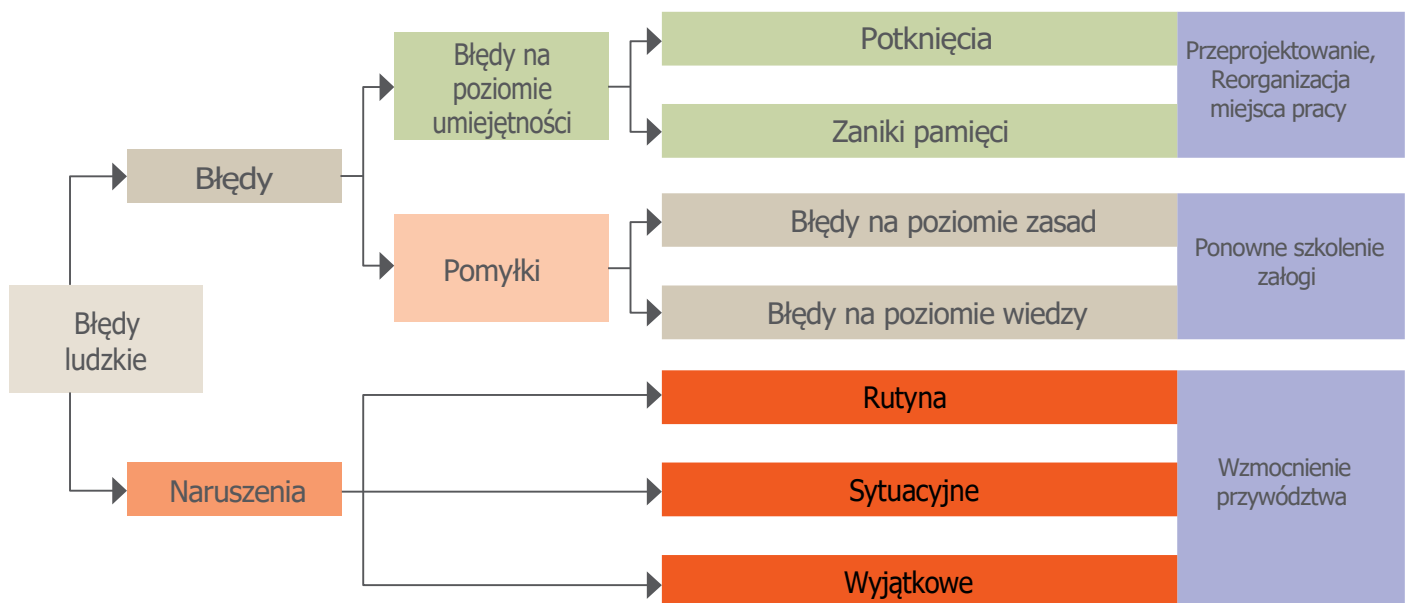 Błędy
ludzkie
Błędy
Naruszenia
Błędy na
poziomie
umiejętności
Pomyłki
Potknięcia
Zaniki pamięci
Błędy na poziomie zasad
Błędy na poziomie wiedzy
Rutyna
Sytuacyjne
Wyjątkowe
Przeprojektowanie,
Reorganizacja
miejsca pracy
Ponowne szkolenie
załogi
Wzmocnienie
przywództwa